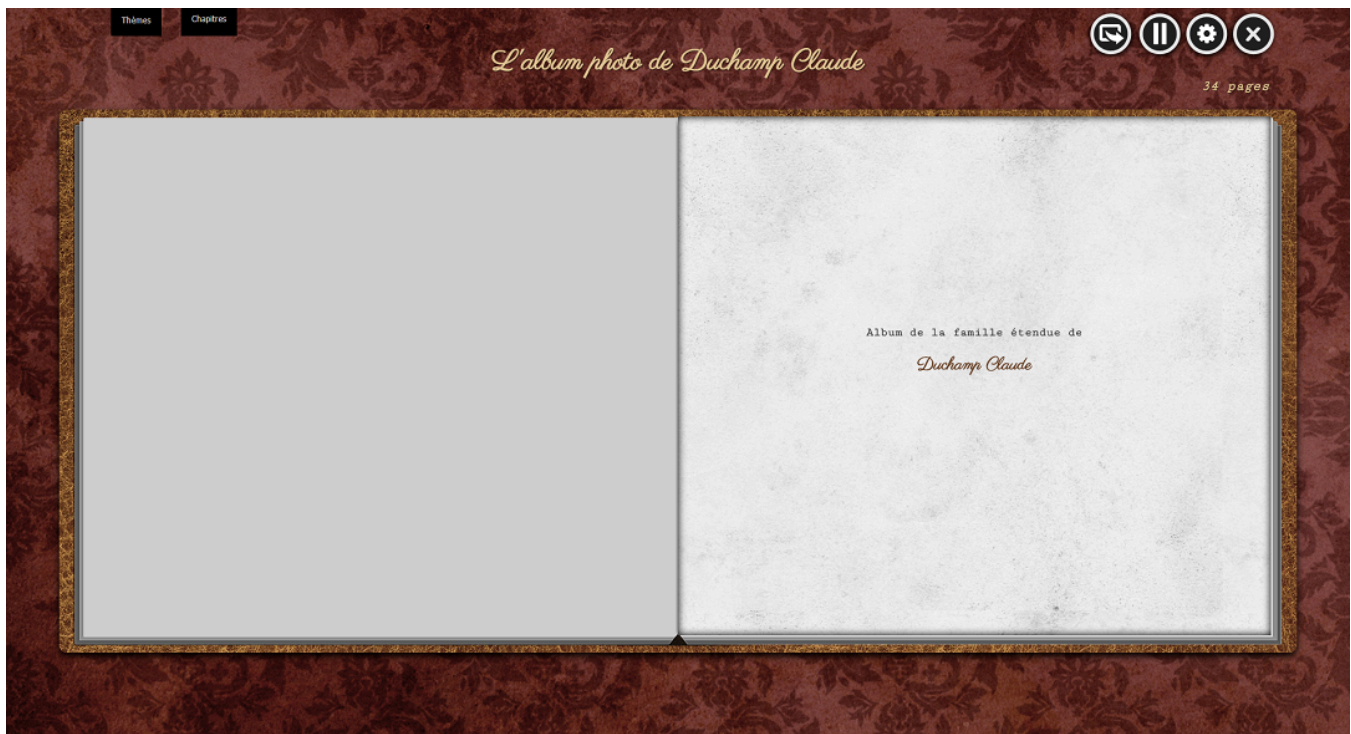 Thèmes
Chapitres
L'album photo de Duchamp Claude
34 pages
Album de la famille étendue de
Duchamp Claude